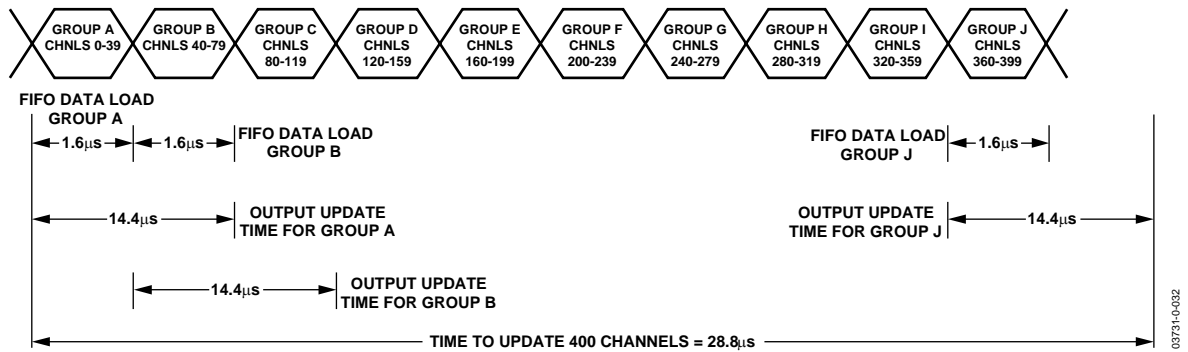 GROUP A
CHNLS 0-39
GROUP B
CHNLS 40-79
GROUP C
CHNLS
80-119
GROUP D
CHNLS
120-159
GROUP E
CHNLS
160-199
GROUP F
CHNLS
200-239
GROUP G
CHNLS
240-279
GROUP H
CHNLS
280-319
GROUP I
CHNLS
320-359
GROUP J
CHNLS
360-399
FIFO DATA LOAD
GROUP A
1.6μs
1.6μs
FIFO DATA LOAD
GROUP B
FIFO DATA LOAD
GROUP J
1.6μs
14.4μs
OUTPUT UPDATE
TIME FOR GROUP A
OUTPUT UPDATE
TIME FOR GROUP J
14.4μs
14.4μs
OUTPUT UPDATE
TIME FOR GROUP B
TIME TO UPDATE 400 CHANNELS = 28.8μs
03731-0-032